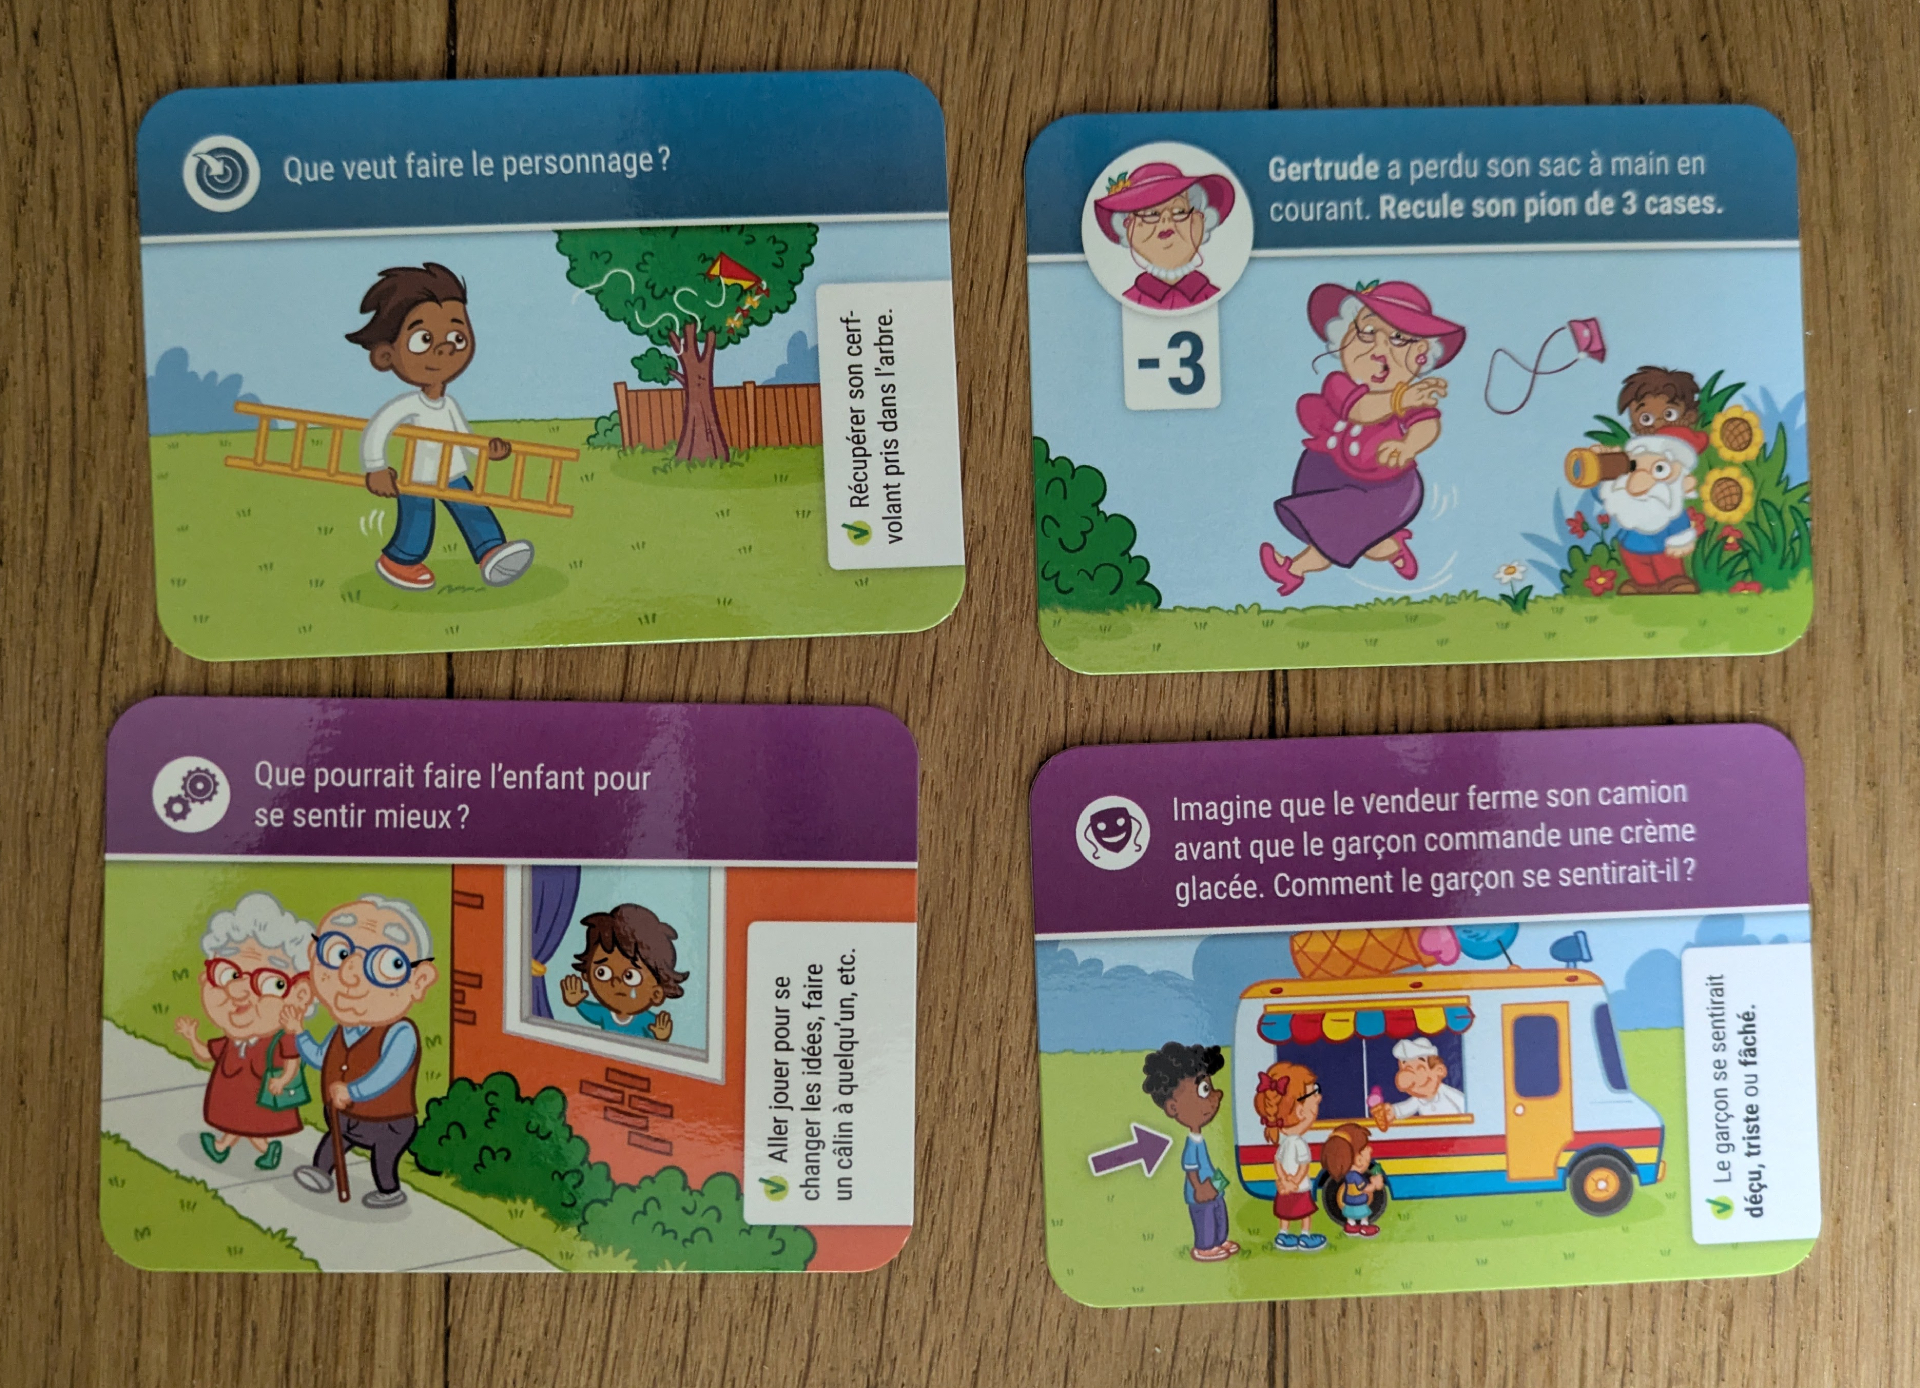 Que veut faire le personnage ?
✓ Récupérer son cerf-
volant pris dans l'arbre.
Gertrude a perdu son sac à main en
courant. Recule son pion de 3 cases.
-3
Que pourrait faire l'enfant pour
se sentir mieux ?
✓ Aller jouer pour se
changer les idées, faire
un câlin à quelqu'un, etc.
Imagine que le vendeur ferme son camion
avant que le garçon commande une crème
glacée. Comment le garçon se sentirait-il ?
✓ Le garçon se sentirait
déçu, triste ou fâché.